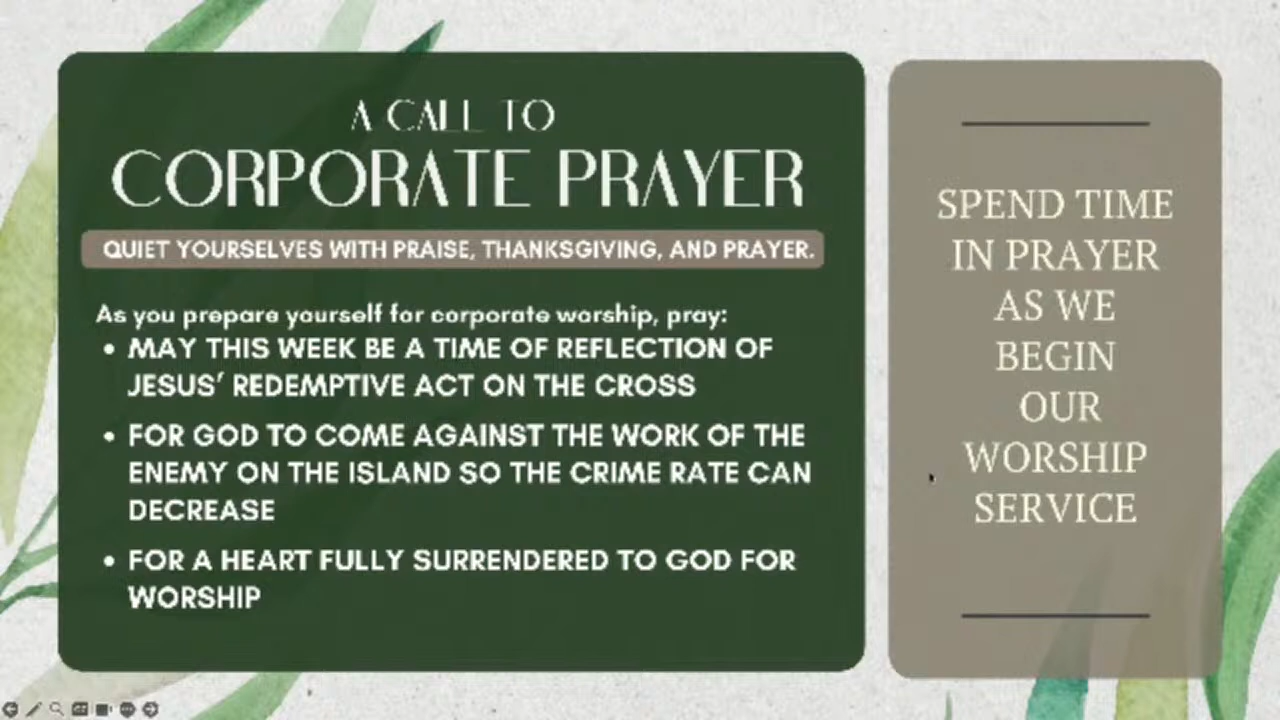 A CALL TO
CORPORATE PRAYER
QUIET YOURSELVES WITH PRAISE, THANKSGIVING, AND PRAYER.
As you prepare yourself for corporate worship, pray:
• MAY THIS WEEK BE A TIME OF REFLECTION OF
JESUS’ REDEMPTIVE ACT ON THE CROSS
• FOR GOD TO COME AGAINST THE WORK OF THE
ENEMY ON THE ISLAND SO THE CRIME RATE CAN
DECREASE
• FOR A HEART FULLY SURRENDERED TO GOD FOR
WORSHIP
SPEND TIME
IN PRAYER
AS WE
BEGIN
OUR
WORSHIP
SERVICE